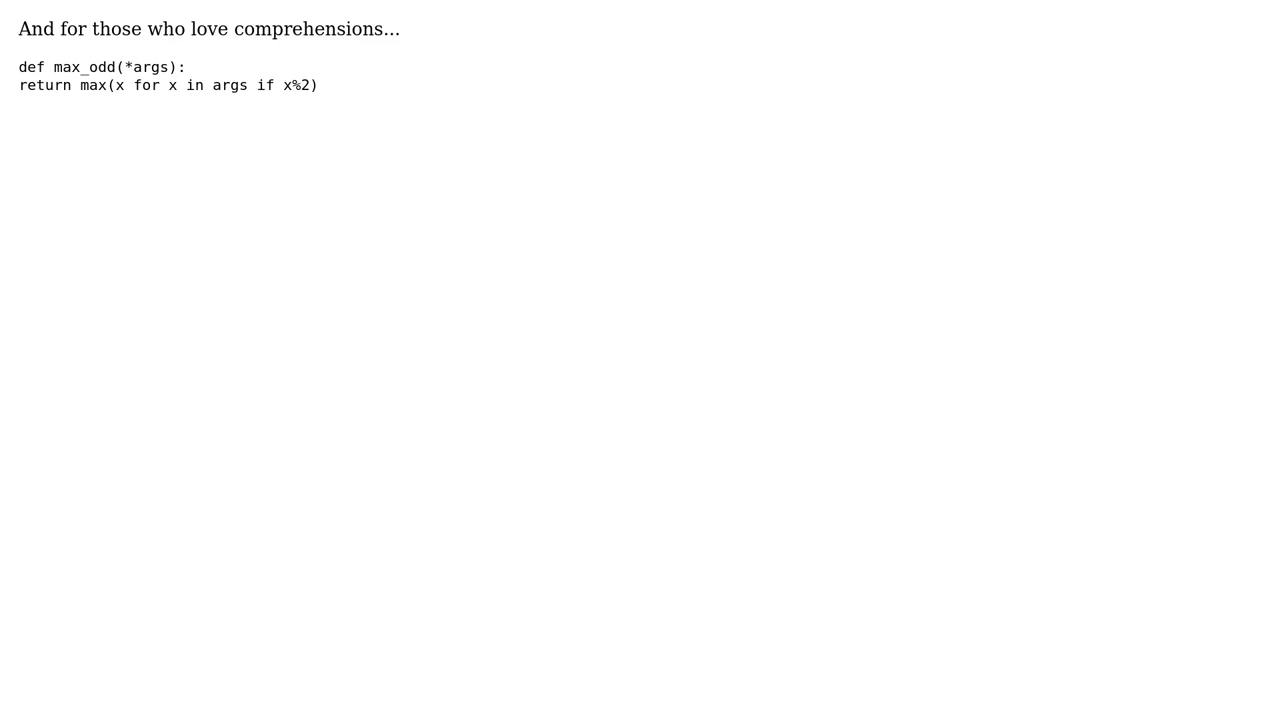 And for those who love comprehensions...
def max_odd(*args):
return max(x for x in args if x%2)